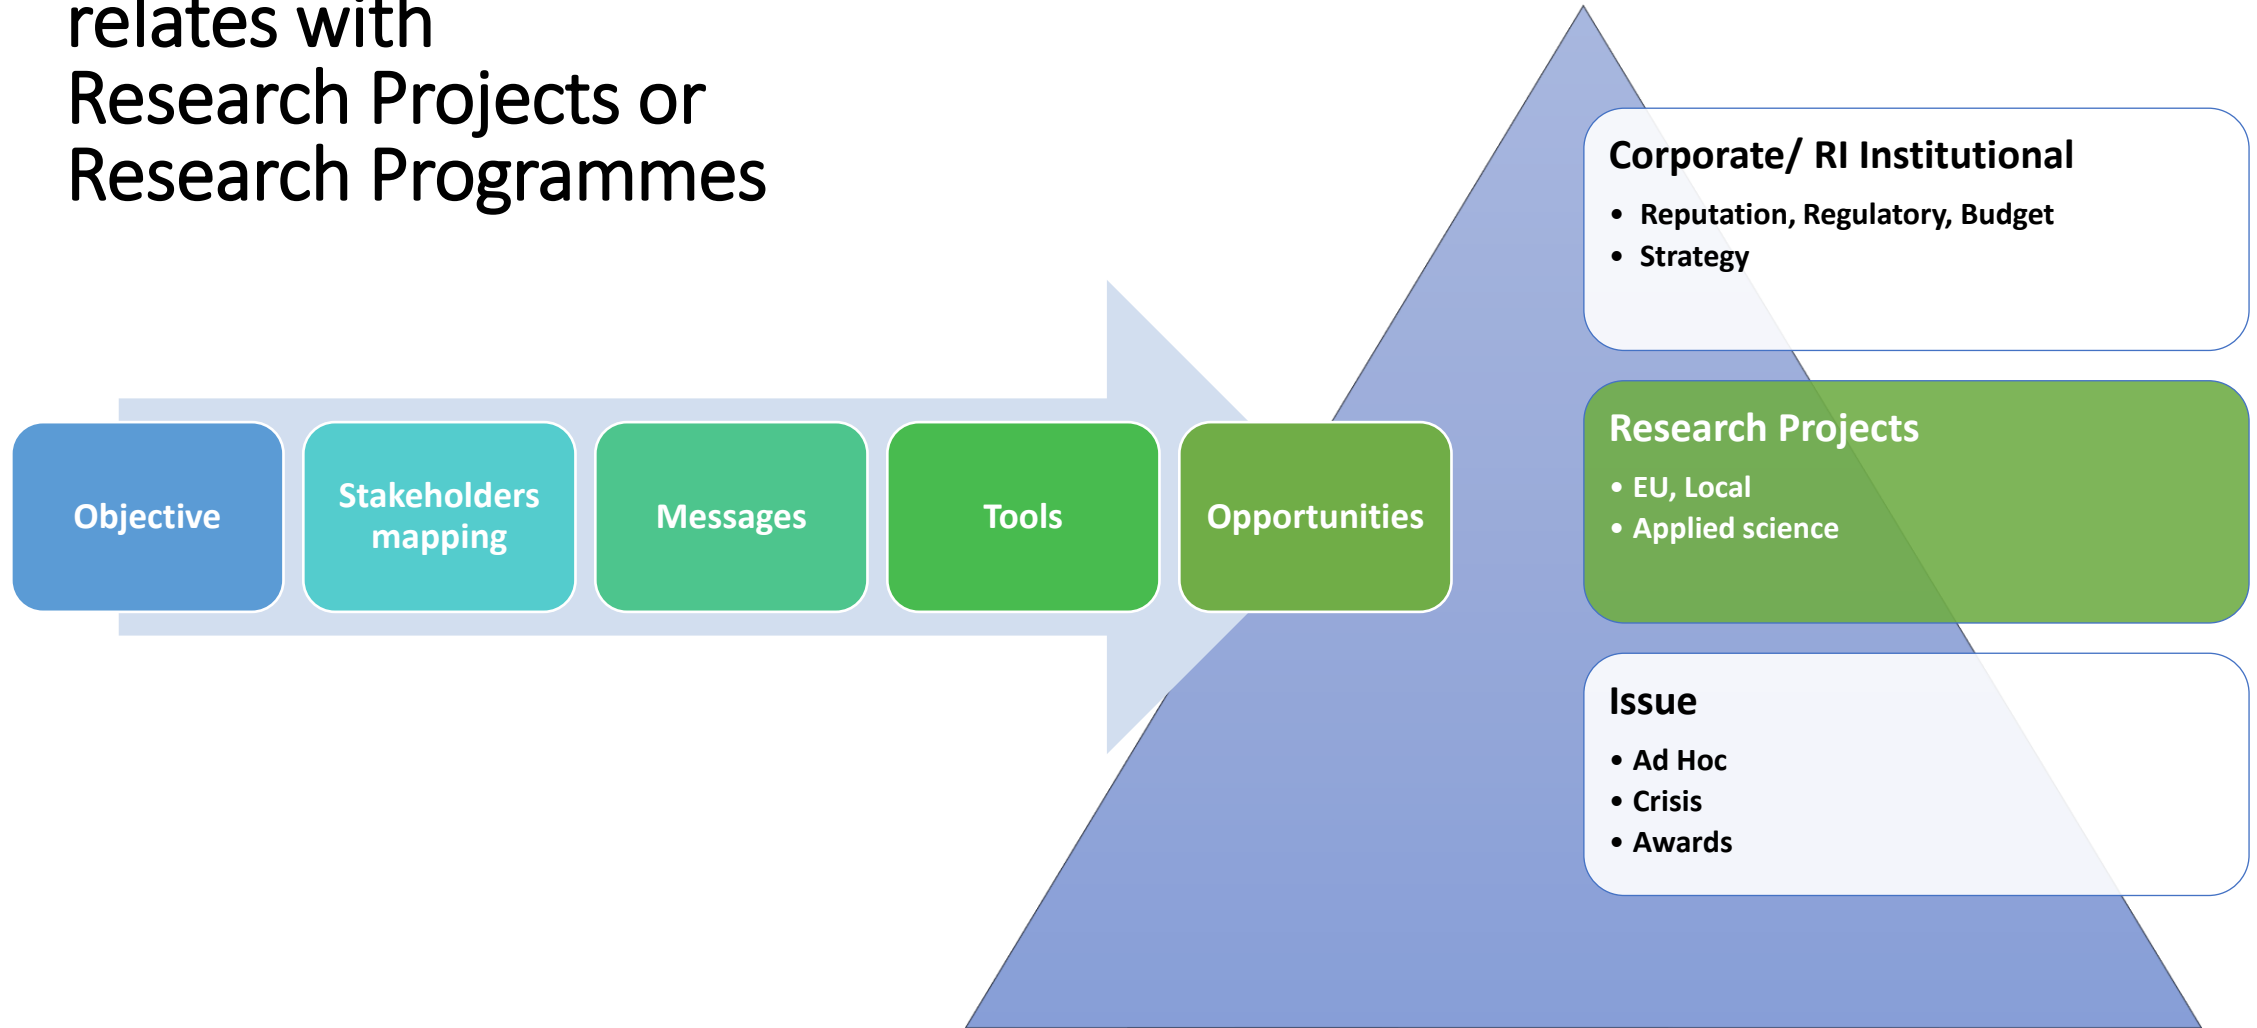 relates with
Research Projects or
Research Programmes
Corporate/ RI Institutional
• Reputation, Regulatory, Budget
• Strategy
Objective
Stakeholders
mapping
Messages
Tools
Opportunities
Research Projects
• EU, Local
• Applied science
Issue
• Ad Hoc
• Crisis
• Awards